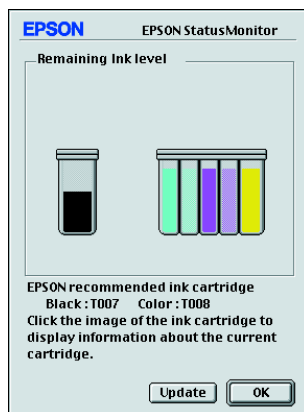 EPSON EPSON StatusMonitor
Remaining Ink level
EPSON recommended ink cartridge
Black : T007 Color : T008
Click the image of the ink cartridge to
display information about the current
cartridge.
Update OK